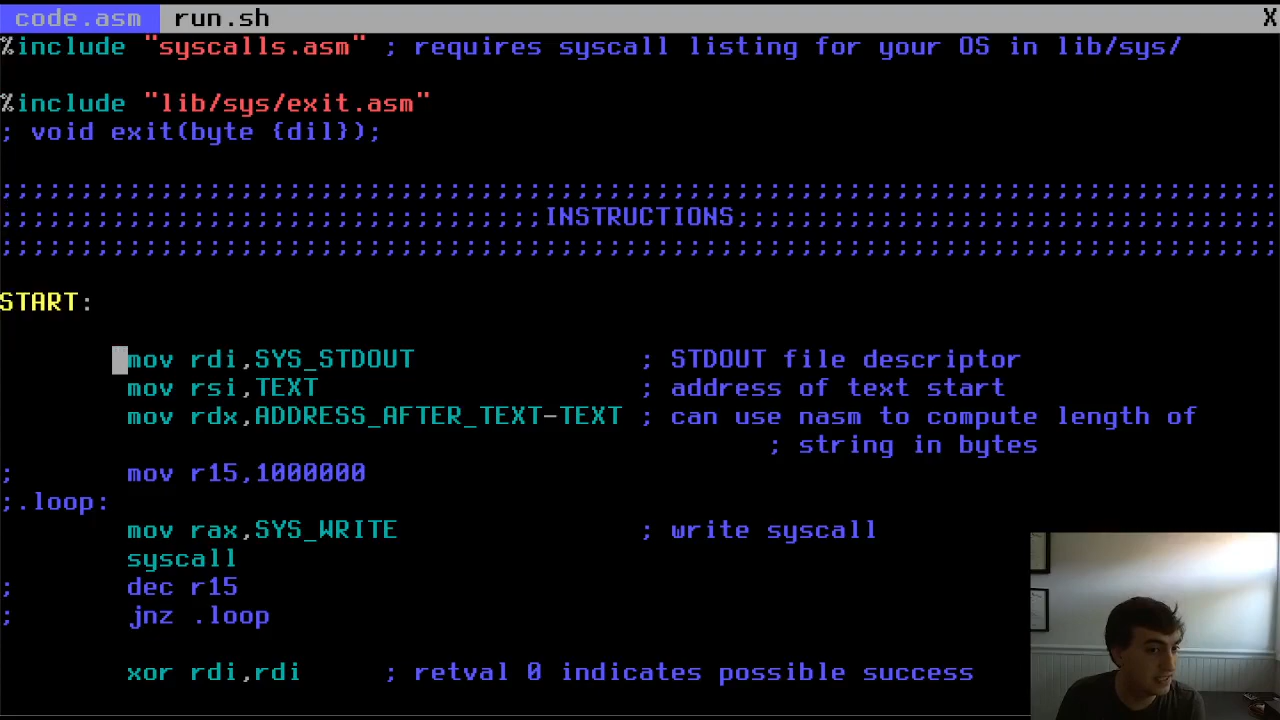 code.asm run.sh X
%include "syscalls.asm" ; requires syscall listing for your OS in lib/sys/
%include "lib/sys/exit.asm"
; void exit(byte {dil});
;;;;;;;;;;;;;;;;;;;;;;;;;;;;;;;;;;;;;;;;;;;;;;;;;;;;;;;;;;;;;;;;;;;;;;;;;;;;;;;;
;;;;;;;;;;;;;;;;;;;;;;;;;;;;;;;;;;INSTRUCTIONS;;;;;;;;;;;;;;;;;;;;;;;;;;;;;;;;;;
;;;;;;;;;;;;;;;;;;;;;;;;;;;;;;;;;;;;;;;;;;;;;;;;;;;;;;;;;;;;;;;;;;;;;;;;;;;;;;;;
START:
mov rdi,SYS_STDOUT ; STDOUT file descriptor
mov rsi,TEXT ; address of text start
mov rdx,ADDRESS_AFTER_TEXT-TEXT ; can use nasm to compute length of
; string in bytes
; mov r15,1000000
;.loop:
mov rax,SYS_WRITE ; write syscall
syscall
; dec r15
; jnz .loop
xor rdi,rdi ; retval 0 indicates possible success